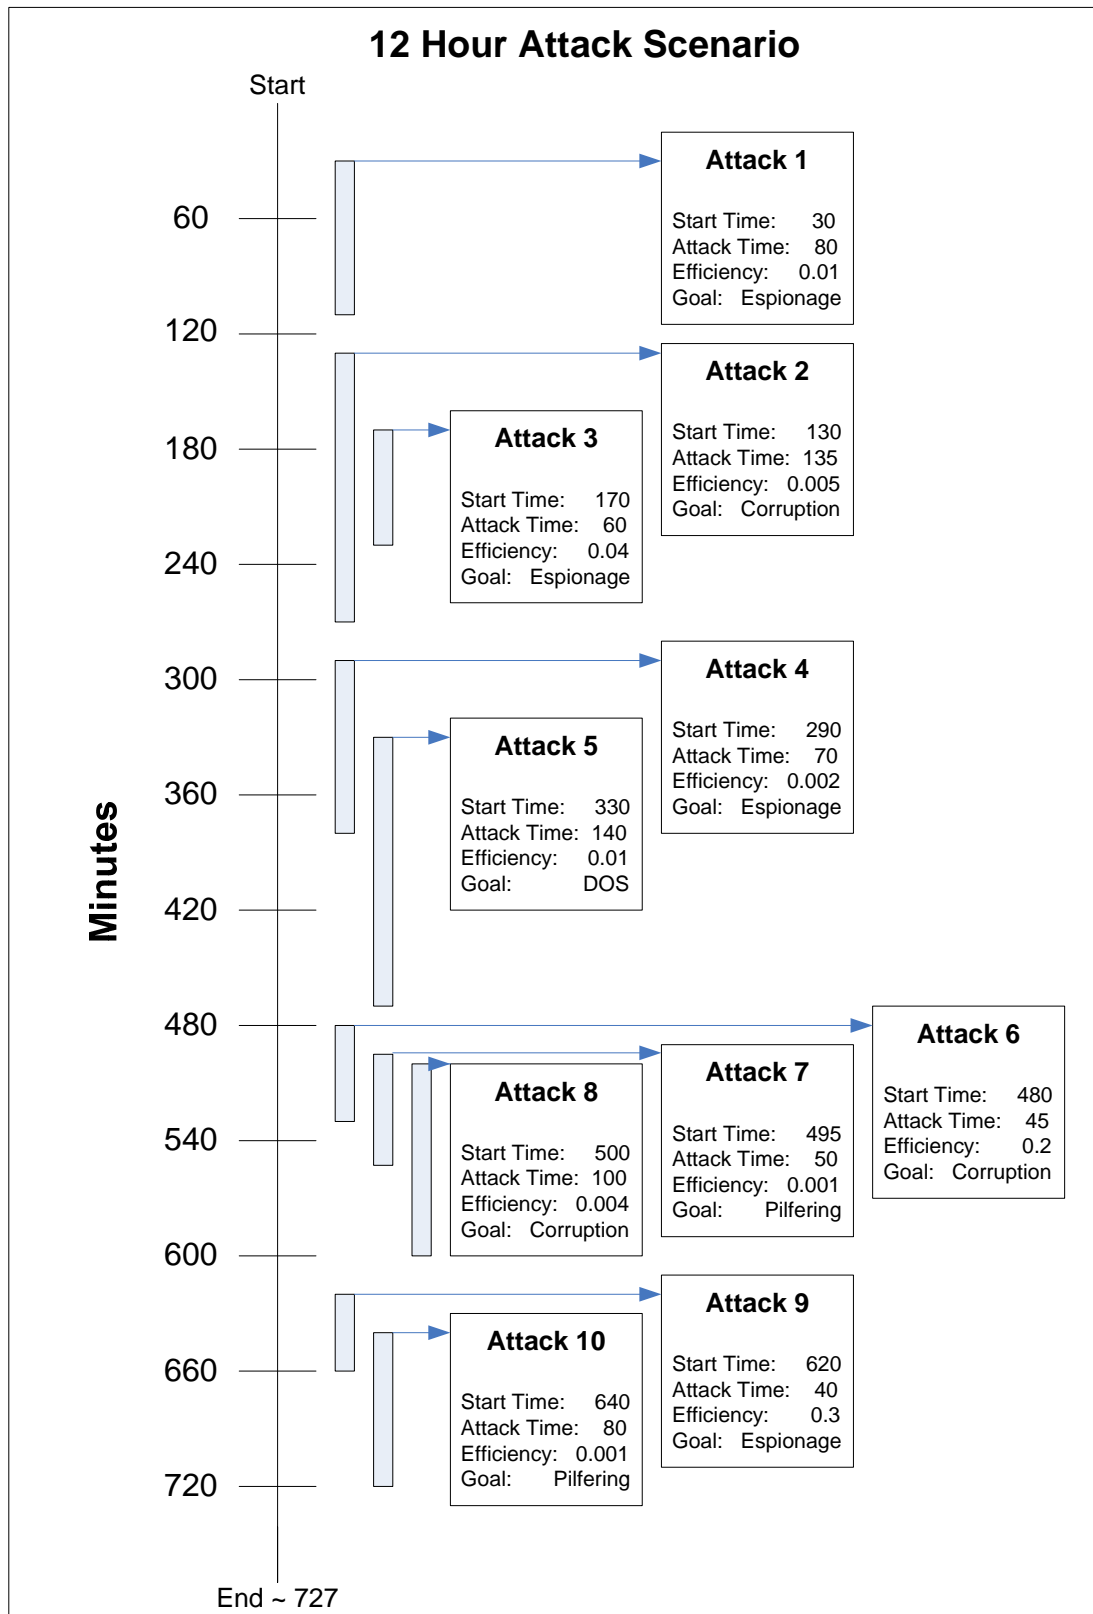 12 Hour Attack Scenario
Start
Minutes
60
120
180
240
300
360
420
480
540
600
660
720
End ~ 727
Attack 1
Start Time: 30
Attack Time: 80
Efficiency: 0.01
Goal: Espionage
Attack 2
Start Time: 130
Attack Time: 135
Efficiency: 0.005
Goal: Corruption
Attack 3
Start Time: 170
Attack Time: 60
Efficiency: 0.04
Goal: Espionage
Attack 4
Start Time: 290
Attack Time: 70
Efficiency: 0.002
Goal: Espionage
Attack 5
Start Time: 330
Attack Time: 140
Efficiency: 0.01
Goal: DOS
Attack 6
Start Time: 480
Attack Time: 45
Efficiency: 0.2
Goal: Corruption
Attack 7
Start Time: 495
Attack Time: 50
Efficiency: 0.001
Goal: Pilfering
Attack 8
Start Time: 500
Attack Time: 100
Efficiency: 0.004
Goal: Corruption
Attack 9
Start Time: 620
Attack Time: 40
Efficiency: 0.3
Goal: Espionage
Attack 10
Start Time: 640
Attack Time: 80
Efficiency: 0.001
Goal: Pilfering